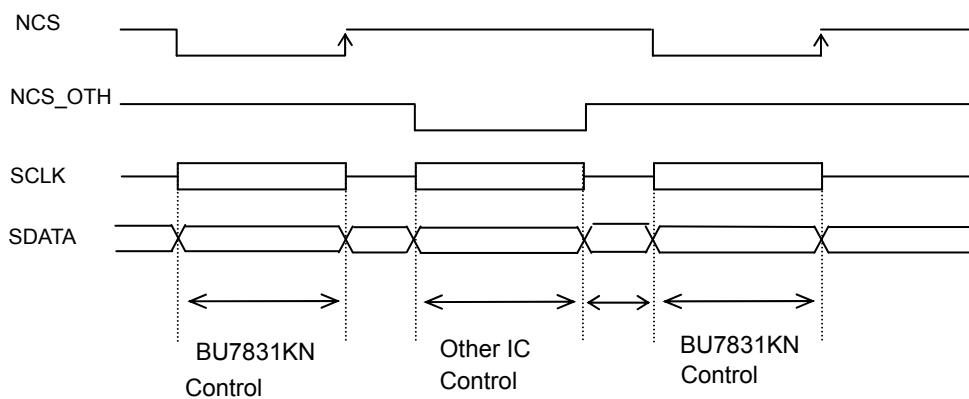 NCS
NCS_OTH
SCLK
SDATA
BU7831KN
Control
Other IC
Control
BU7831KN
Control